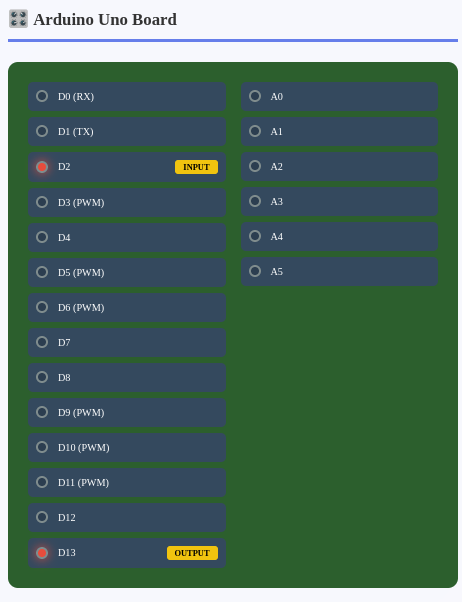 Arduino Uno Board
D0 (RX)
D1 (TX)
D2 INPUT
D3 (PWM)
D4
D5 (PWM)
D6 (PWM)
D7
D8
D9 (PWM)
D10 (PWM)
D11 (PWM)
D12
D13 OUTPUT
A0
A1
A2
A3
A4
A5